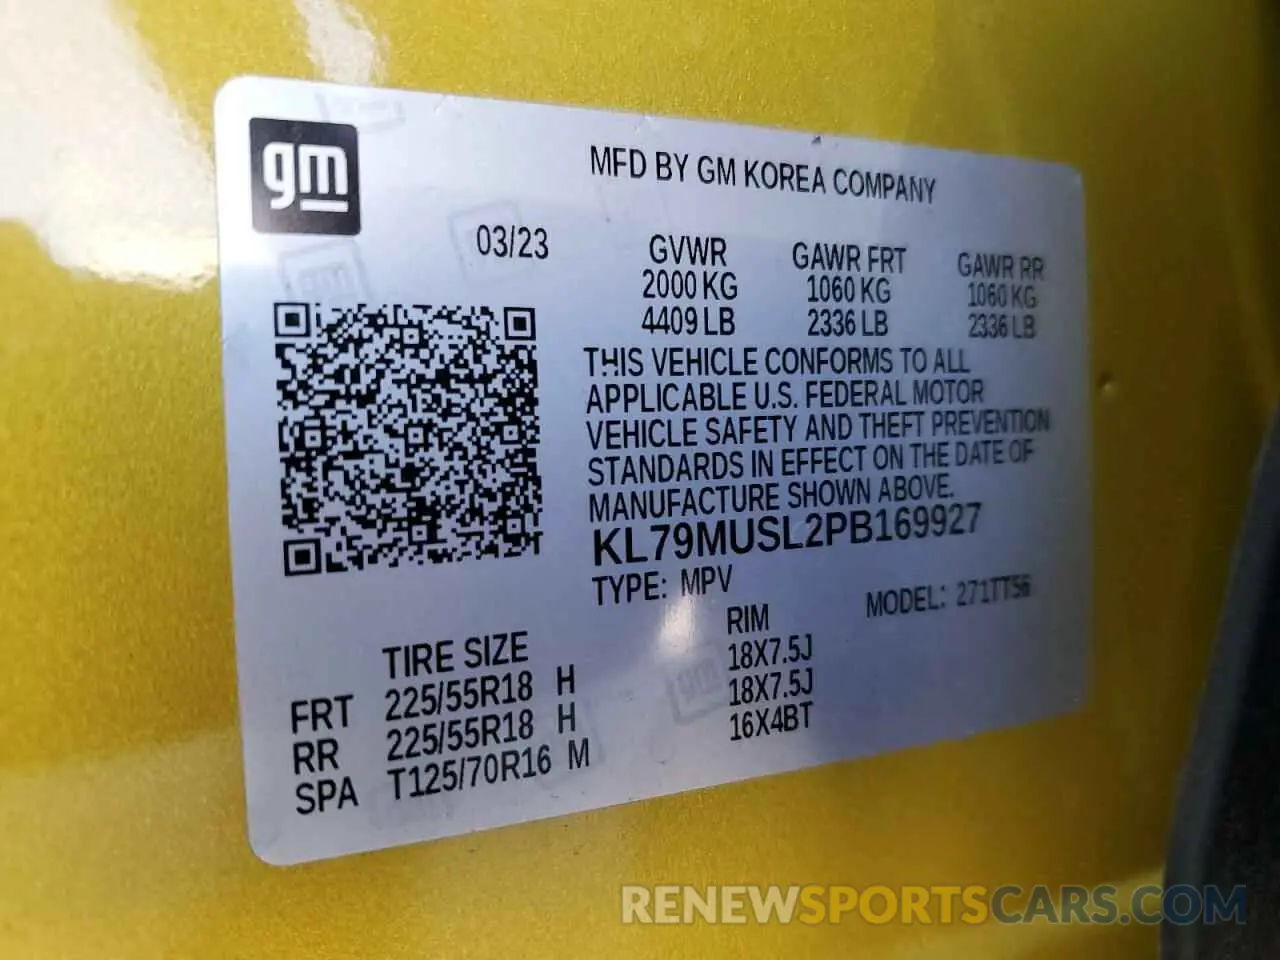 gm
MFD BY GM KOREA COMPANY
03/23
GVWR GAWR FRT GAWR RR
2000 KG 1060 KG 1060 KG
4409 LB 2336 LB 2336 LB
THIS VEHICLE CONFORMS TO ALL
APPLICABLE U.S. FEDERAL MOTOR
VEHICLE SAFETY AND THEFT PREVENTION
STANDARDS IN EFFECT ON THE DATE OF
MANUFACTURE SHOWN ABOVE.
KL79MUSL2PB169927
TYPE: MPV MODEL: 271TT56
TIRE SIZE RIM
FRT 225/55R18 H 18X7.5J
RR 225/55R18 H 18X7.5J
SPA T125/70R16 M 16X4BT
RENEWSPORTSCARS.COM